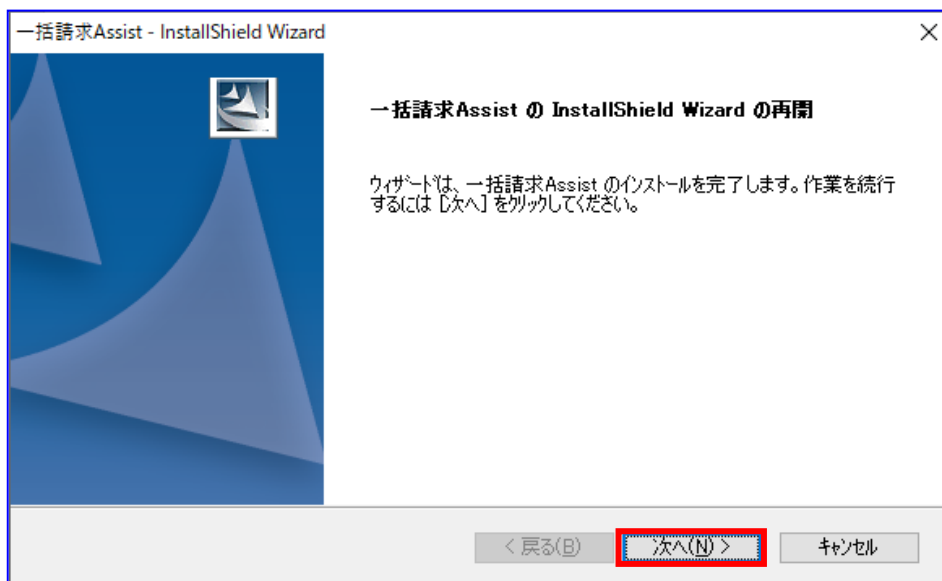 一括請求Assist - InstallShield Wizard
一括請求Assist の InstallShield Wizard の再開
ウィザードは、一括請求Assist のインストールを完了します。作業を続行
するには [次へ] をクリックしてください。
< 戻る(B)
次へ(N) >
キャンセル